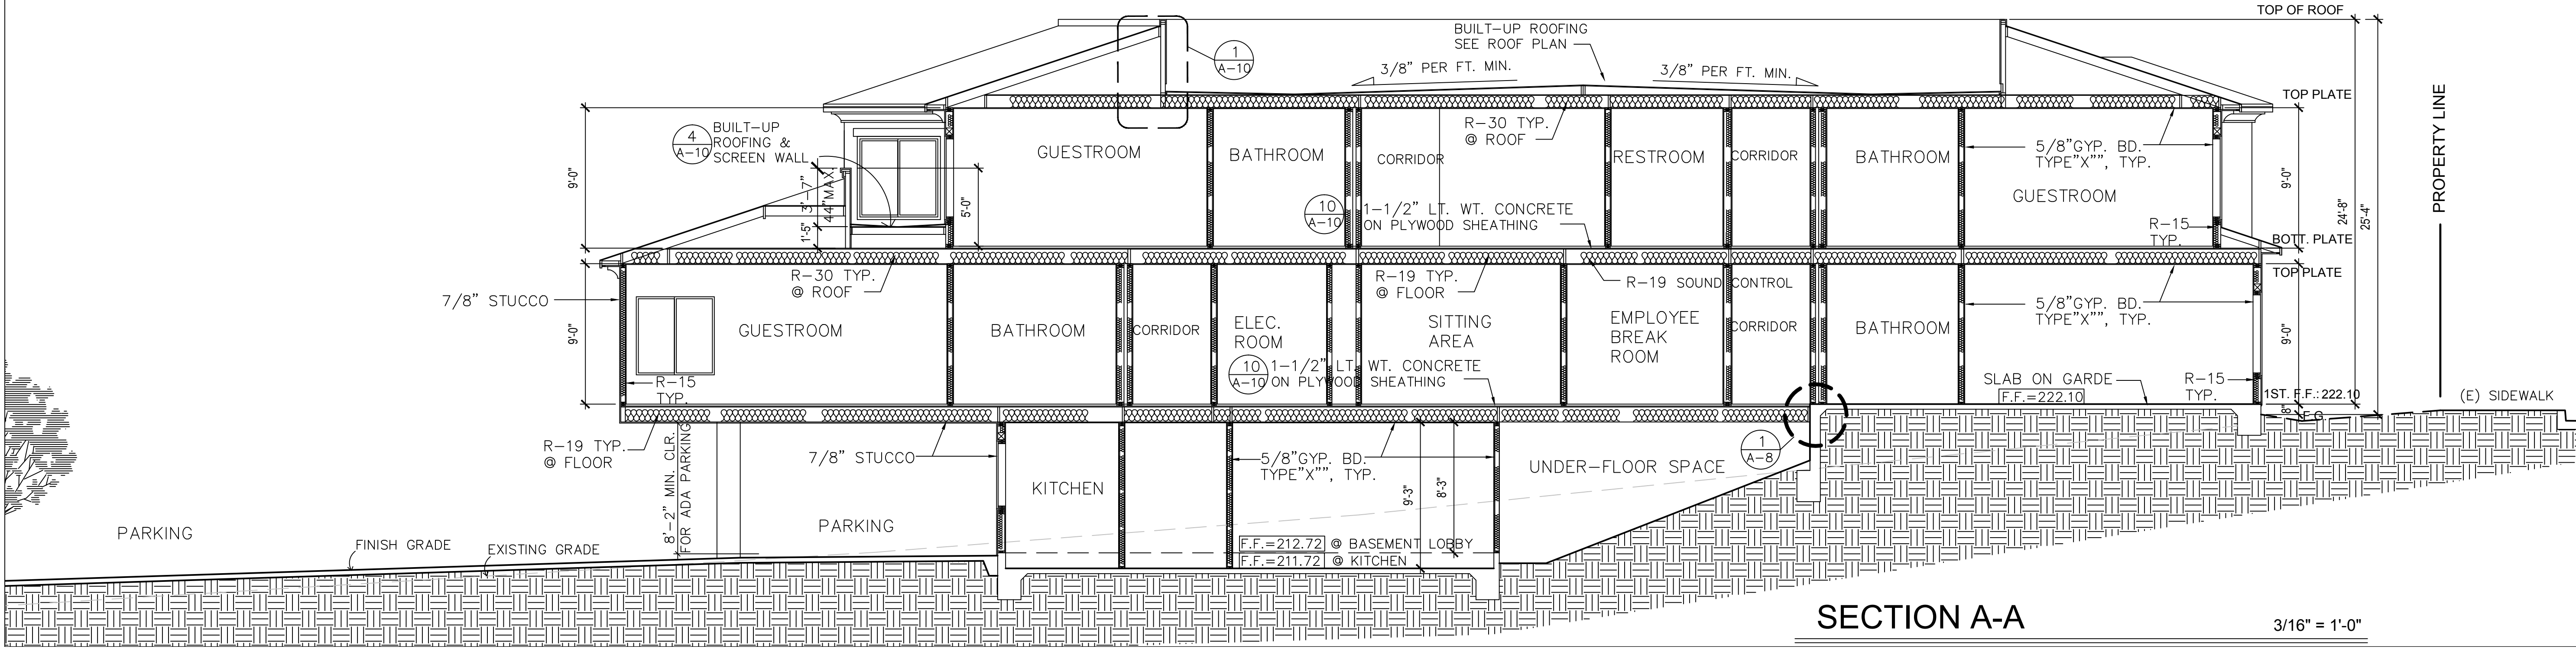 TOP OF ROOF
BUILT-UP ROOFING
SEE ROOF PLAN
1
A-10
3/8" PER FT. MIN.
3/8" PER FT. MIN.
TOP PLATE
PROPERTY LINE
4
A-10
BUILT-UP
ROOFING &
SCREEN WALL
GUESTROOM
BATHROOM
CORRIDOR
R-30 TYP.
@ ROOF
RESTROOM
CORRIDOR
BATHROOM
5/8"GYP. BD.
TYPE"X"", TYP.
GUESTROOM
9'-0"
3'-7"
44"MAX.
1'-5"
5'-0"
10
A-10
1-1/2" LT. WT. CONCRETE
ON PLYWOOD SHEATHING
R-15
TYP.
9'-0"
24'-8"
25'-4"
BOTT. PLATE
TOP PLATE
7/8" STUCCO
R-30 TYP.
@ ROOF
R-19 TYP.
@ FLOOR
R-19 SOUND CONTROL
5/8"GYP. BD.
TYPE"X"", TYP.
9'-0"
GUESTROOM
BATHROOM
CORRIDOR
ELEC.
ROOM
SITTING
AREA
EMPLOYEE
BREAK
ROOM
CORRIDOR
BATHROOM
9'-0"
R-15
TYP.
10
A-10
1-1/2" LT. WT. CONCRETE
ON PLYWOOD SHEATHING
SLAB ON GARDE
F.F.=222.10
R-15
TYP.
1ST. F.F.: 222.10
8"
F.G.
(E) SIDEWALK
R-19 TYP.
@ FLOOR
8'-2" MIN. CLR.
FOR ADA PARKING
7/8" STUCCO
KITCHEN
5/8"GYP. BD.
TYPE"X"", TYP.
9'-3"
8'-3"
UNDER-FLOOR SPACE
1
A-8
PARKING
PARKING
FINISH GRADE
EXISTING GRADE
F.F.=212.72 @ BASEMENT LOBBY
F.F.=211.72 @ KITCHEN
SECTION A-A
3/16" = 1'-0"